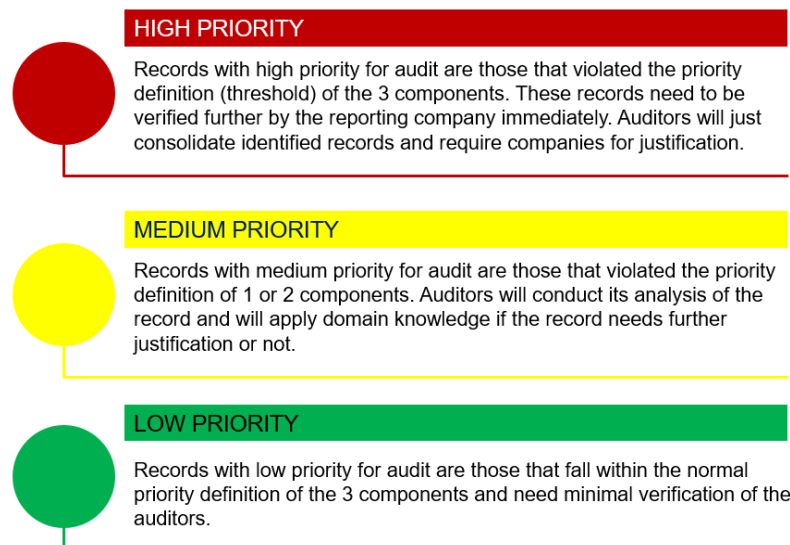 HIGH PRIORITY
Records with high priority for audit are those that violated the priority
definition (threshold) of the 3 components. These records need to be
verified further by the reporting company immediately. Auditors will just
consolidate identified records and require companies for justification.
MEDIUM PRIORITY
Records with medium priority for audit are those that violated the priority
definition of 1 or 2 components. Auditors will conduct its analysis of the
record and will apply domain knowledge if the record needs further
justification or not.
LOW PRIORITY
Records with low priority for audit are those that fall within the normal
priority definition of the 3 components and need minimal verification of the
auditors.